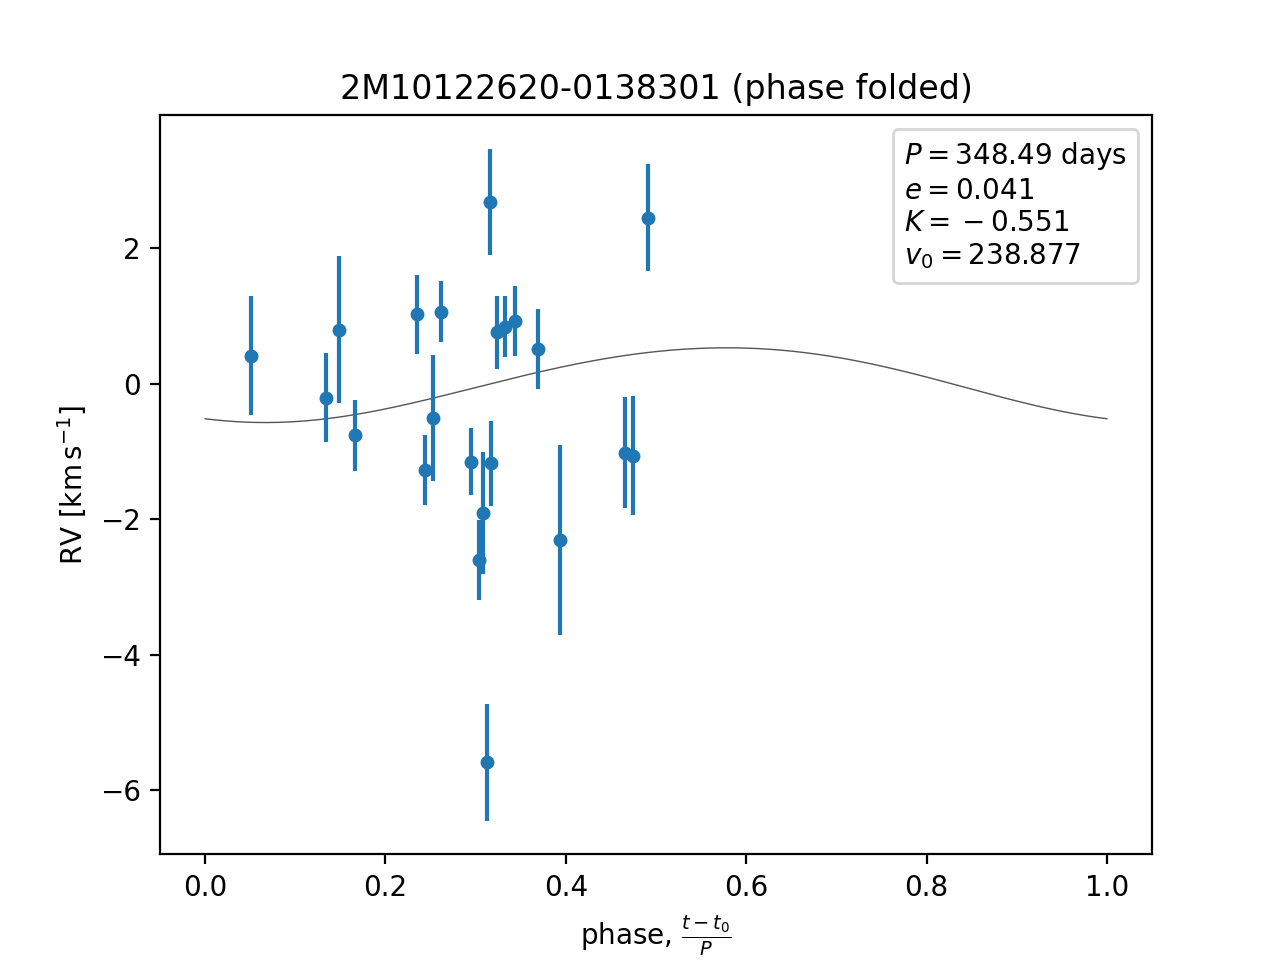 2M10122620-0138301 (phase folded)
P = 348.49 days
e = 0.041
K = −0.551
v₀ = 238.877
2
0
−2
−4
−6
RV [km s⁻¹]
0.0 0.2 0.4 0.6 0.8 1.0
phase, (t − t₀)/P